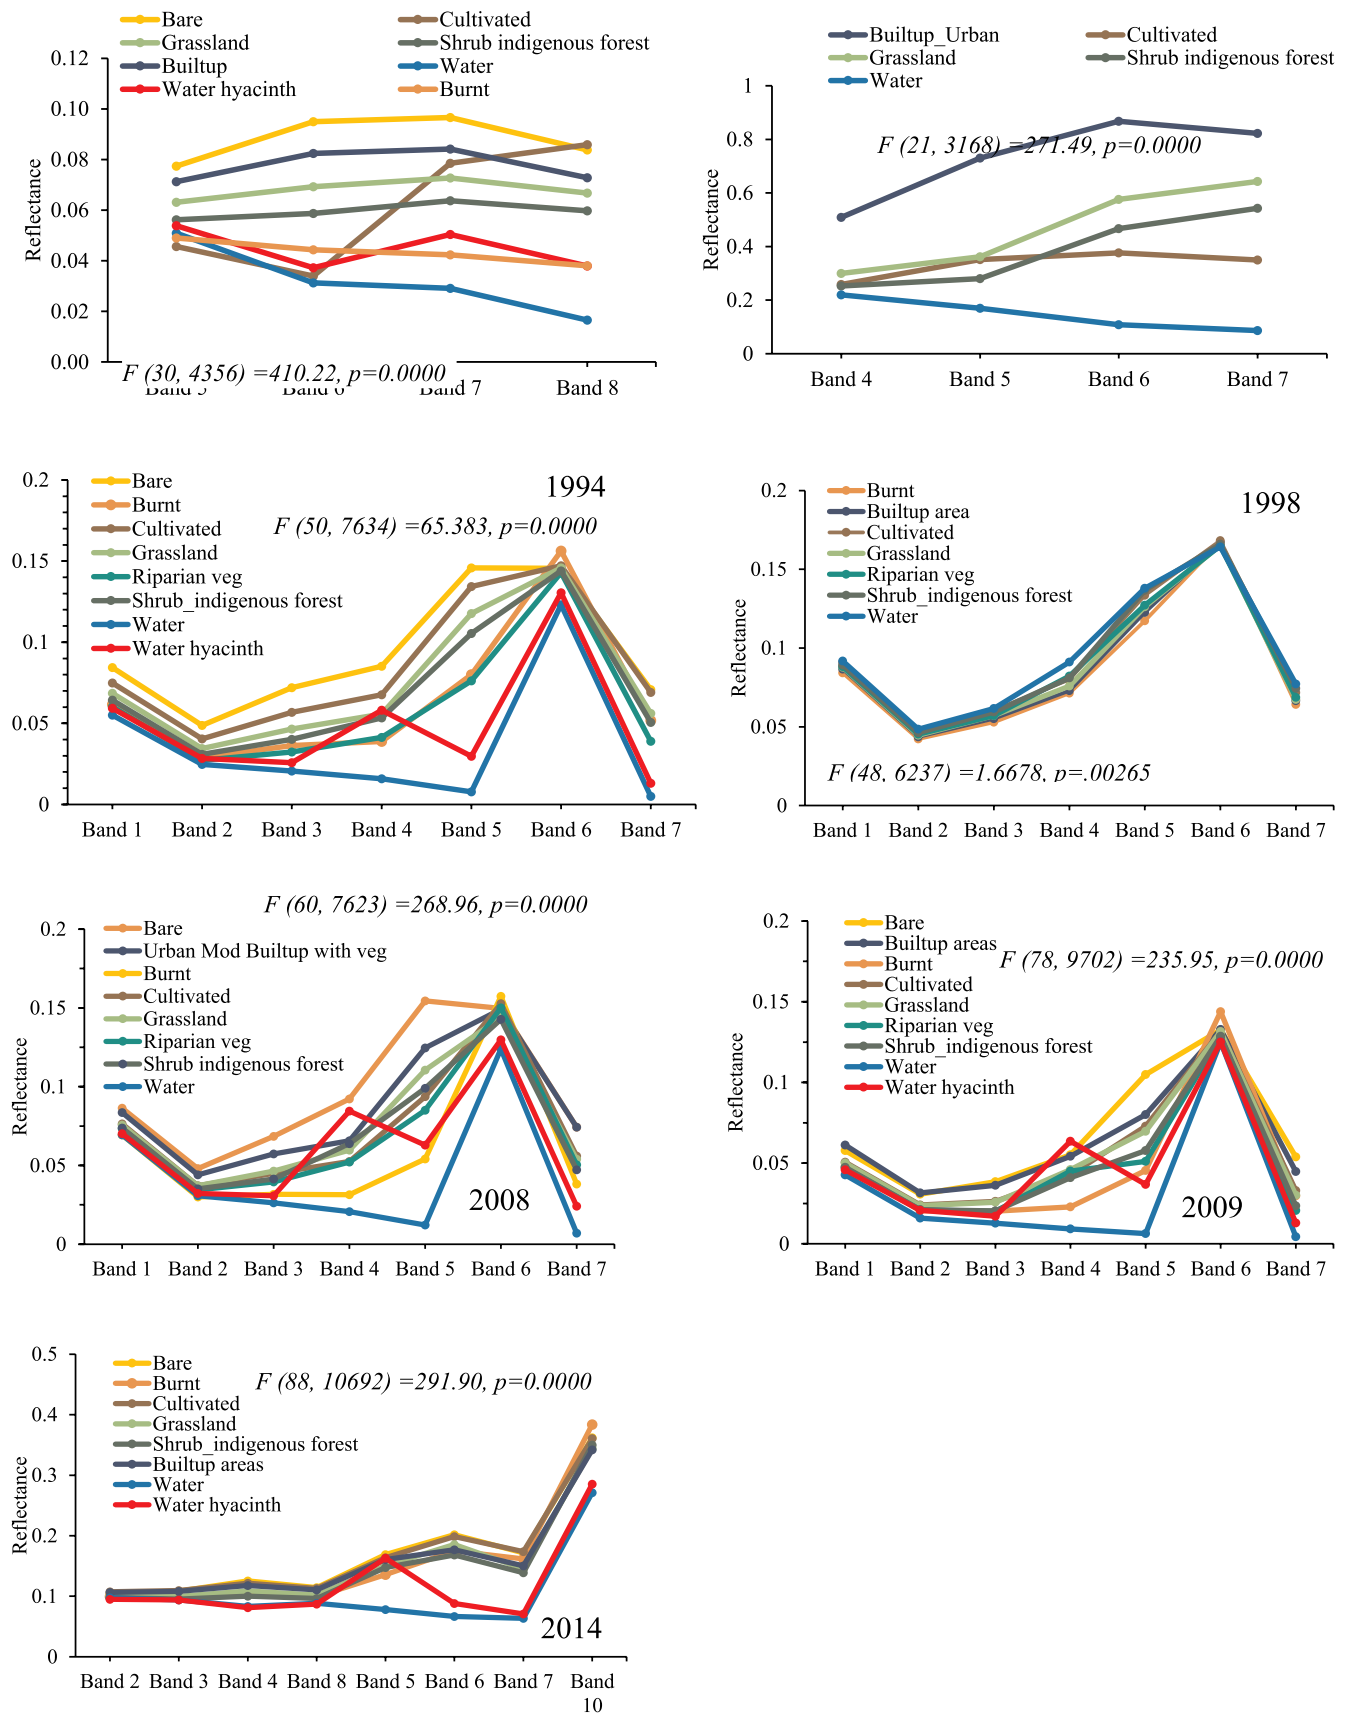 Bare
Cultivated
Grassland
Shrub indigenous forest
Builtup
Water
Water hyacinth
Burnt
0.12
0.10
0.08
0.06
0.04
0.02
0.00
Reflectance
F (30, 4356) =410.22, p=0.0000
Band 5 Band 6 Band 7 Band 8
Builtup_Urban
Cultivated
Grassland
Shrub indigenous forest
Water
1
0.8
0.6
0.4
0.2
0
Reflectance
F (21, 3168) =271.49, p=0.0000
Band 4 Band 5 Band 6 Band 7
0.2
0.15
0.1
0.05
0
Bare
Burnt
Cultivated
Grassland
Riparian veg
Shrub_indigenous forest
Water
Water hyacinth
1994
F (50, 7634) =65.383, p=0.0000
Band 1 Band 2 Band 3 Band 4 Band 5 Band 6 Band 7
0.2
0.15
0.1
0.05
0
Reflectance
Burnt
Builtup area
Cultivated
Grassland
Riparian veg
Shrub_indigenous forest
Water
1998
F (48, 6237) =1.6678, p=.00265
Band 1 Band 2 Band 3 Band 4 Band 5 Band 6 Band 7
F (60, 7623) =268.96, p=0.0000
0.2
0.15
0.1
0.05
0
Reflectance
Bare
Urban Mod Builtup with veg
Burnt
Cultivated
Grassland
Riparian veg
Shrub indigenous forest
Water
2008
Band 1 Band 2 Band 3 Band 4 Band 5 Band 6 Band 7
0.2
0.15
0.1
0.05
0
Reflectance
Bare
Builtup areas
Burnt
Cultivated
Grassland
Riparian veg
Shrub_indigenous forest
Water
Water hyacinth
F (78, 9702) =235.95, p=0.0000
2009
Band 1 Band 2 Band 3 Band 4 Band 5 Band 6 Band 7
0.5
0.4
0.3
0.2
0.1
0
Reflectance
Bare
Burnt
Cultivated
Grassland
Shrub_indigenous forest
Builtup areas
Water
Water hyacinth
F (88, 10692) =291.90, p=0.0000
2014
Band 2 Band 3 Band 4 Band 8 Band 5 Band 6 Band 7 Band
10